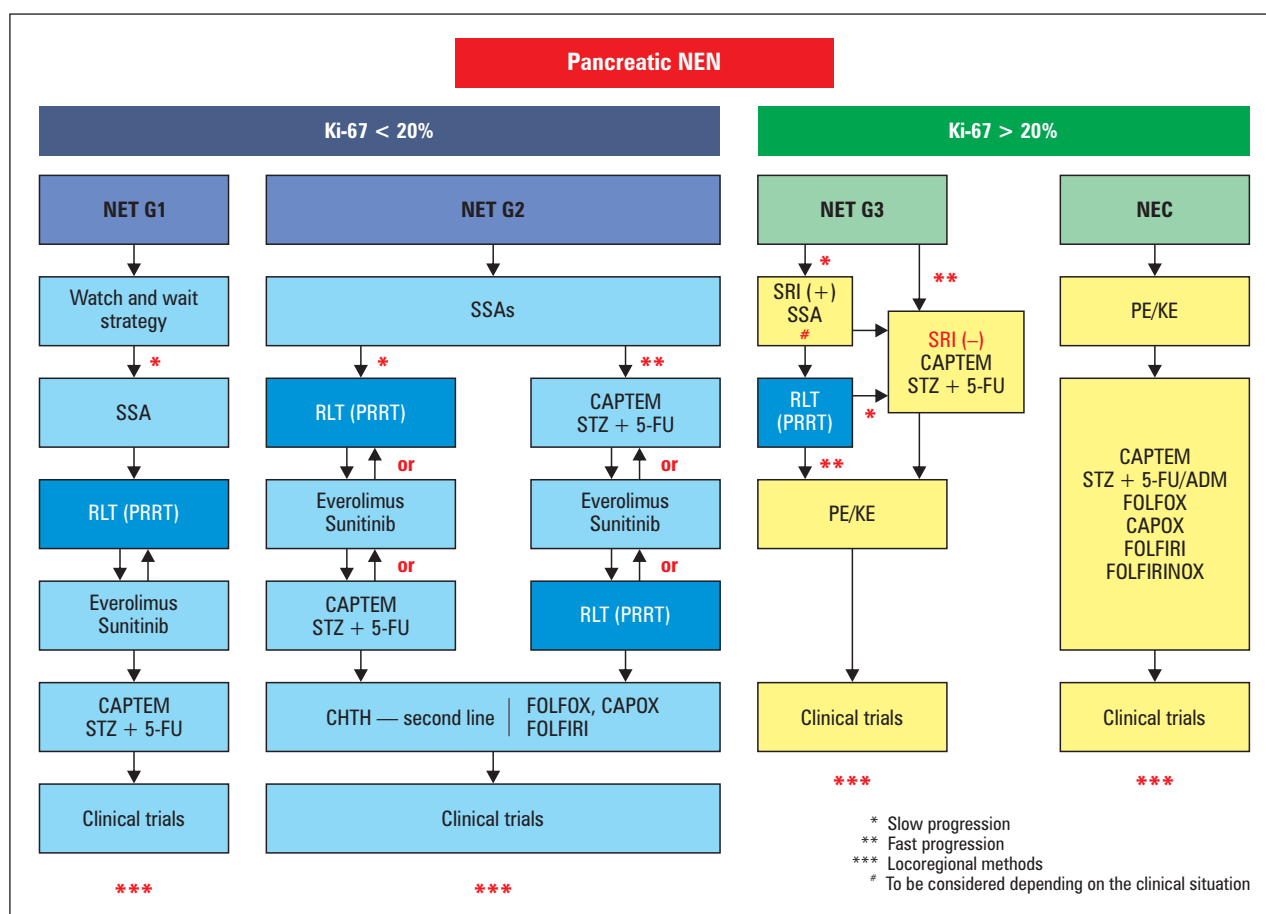 Pancreatic NEN
Ki-67 < 20%
Ki-67 > 20%
NET G1
NET G2
NET G3
NEC
Watch and wait
strategy
*
SSA
RLT (PRRT)
Everolimus
Sunitinib
CAPTEM
STZ + 5-FU
Clinical trials
***
SSAs
*
RLT (PRRT)
or
Everolimus
Sunitinib
or
CAPTEM
STZ + 5-FU
**
CAPTEM
STZ + 5-FU
or
Everolimus
Sunitinib
or
RLT (PRRT)
CHTH — second line
FOLFOX, CAPOX
FOLFIRI
Clinical trials
***
*
SRI (+)
SSA
#
RLT
(PRRT)
*
**
**
SRI (–)
CAPTEM
STZ + 5-FU
PE/KE
Clinical trials
***
PE/KE
CAPTEM
STZ + 5-FU/ADM
FOLFOX
CAPOX
FOLFIRI
FOLFIRINOX
Clinical trials
***
* Slow progression
** Fast progression
*** Locoregional methods
# To be considered depending on the clinical situation